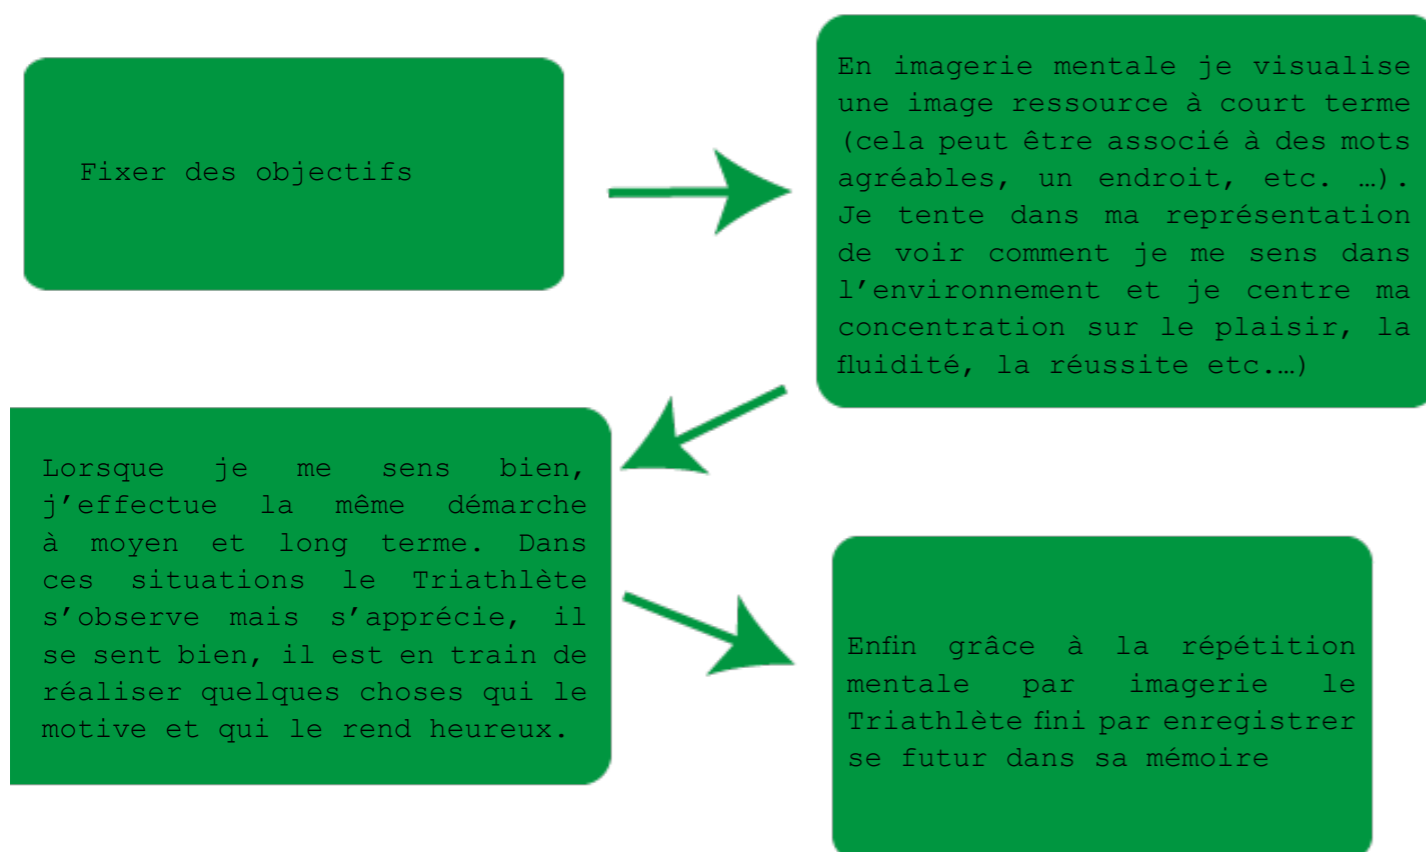 Fixer des objectifs
En imagerie mentale je visualise
une image ressource à court terme
(cela peut être associé à des mots
agréables, un endroit, etc. …).
Je tente dans ma représentation
de voir comment je me sens dans
l’environnement et je centre ma
concentration sur le plaisir, la
fluidité, la réussite etc.…)
Lorsque je me sens bien,
j’effectue la même démarche
à moyen et long terme. Dans
ces situations le Triathlète
s’observe mais s’apprécie, il
se sent bien, il est en train de
réaliser quelques choses qui le
motive et qui le rend heureux.
Enfin grâce à la répétition
mentale par imagerie le
Triathlète fini par enregistrer
se futur dans sa mémoire